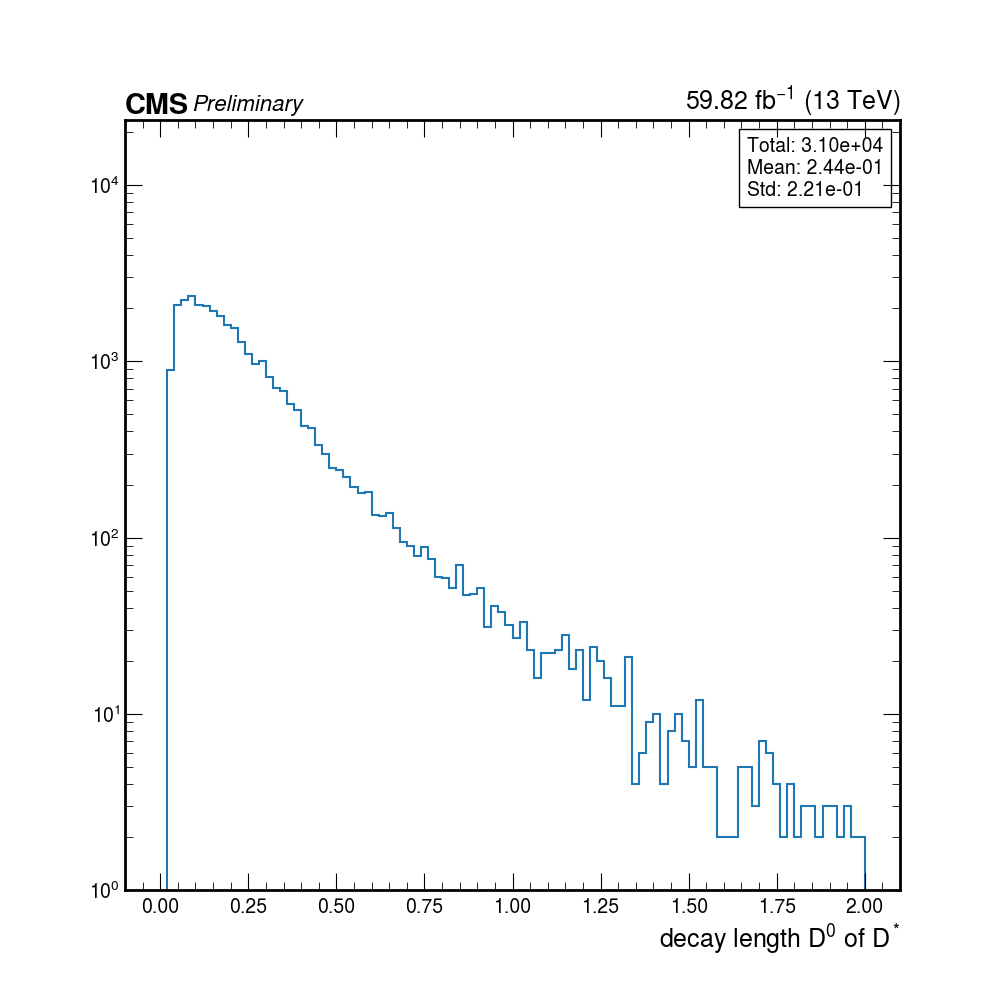 CMS Preliminary
59.82 fb⁻¹ (13 TeV)
Total: 3.10e+04
Mean: 2.44e-01
Std: 2.21e-01
10⁴
10³
10²
10¹
10⁰
0.00 0.25 0.50 0.75 1.00 1.25 1.50 1.75 2.00
decay length D⁰ of D*